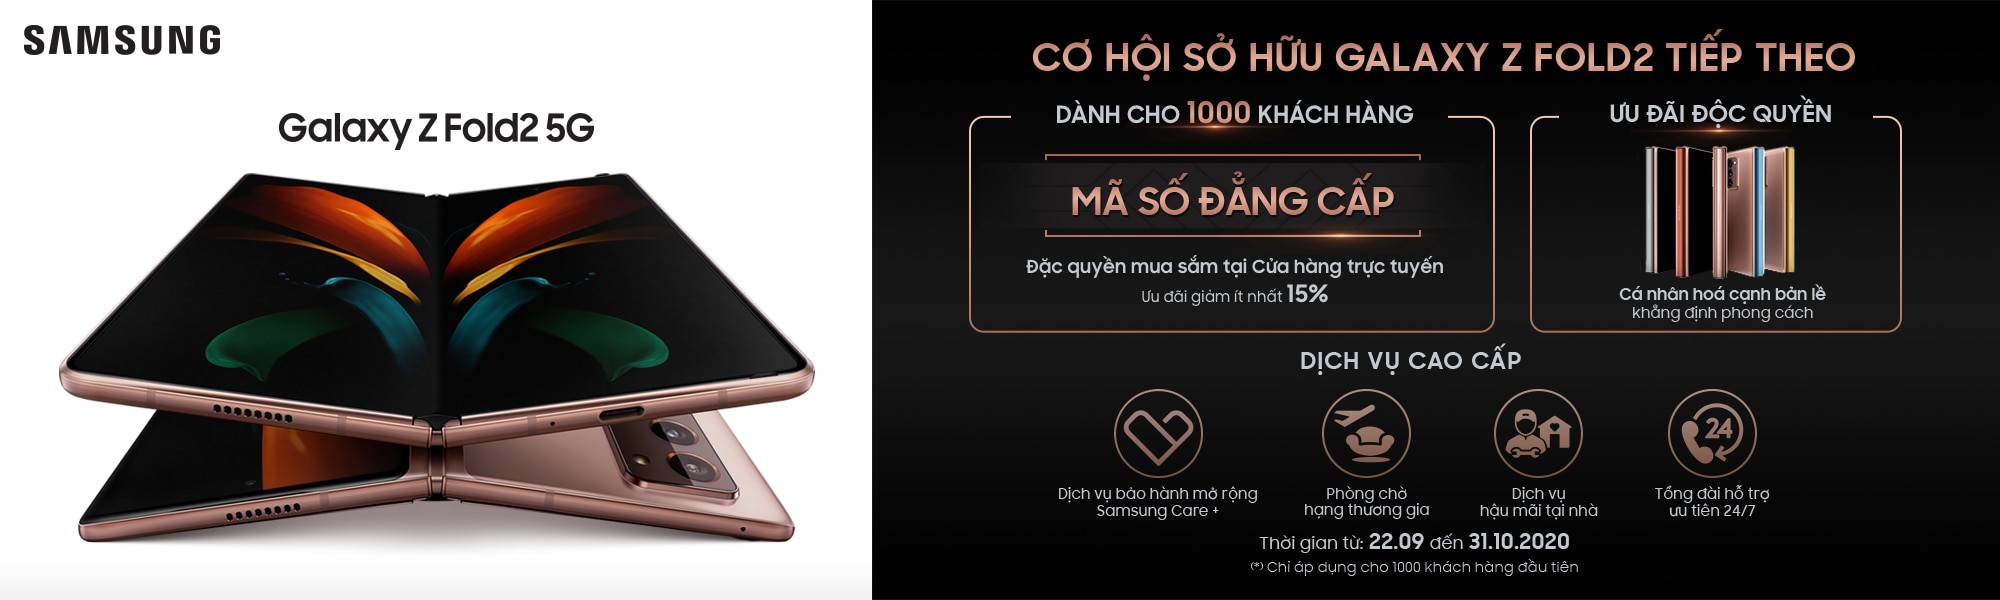 SAMSUNG
Galaxy Z Fold2 5G
CƠ HỘI SỞ HỮU GALAXY Z FOLD2 TIẾP THEO
DÀNH CHO 1000 KHÁCH HÀNG
MÃ SỐ ĐẲNG CẤP
Đặc quyền mua sắm tại Cửa hàng trực tuyến
Ưu đãi giảm ít nhất 15%
ƯU ĐÃI ĐỘC QUYỀN
Cá nhân hoá cạnh bản lề
khẳng định phong cách
DỊCH VỤ CAO CẤP
Dịch vụ bảo hành mở rộng
Samsung Care +
Phòng chờ
hạng thương gia
Dịch vụ
hậu mãi tại nhà
24
Tổng đài hỗ trợ
ưu tiên 24/7
Thời gian từ: 22.09 đến 31.10.2020
(*) Chỉ áp dụng cho 1000 khách hàng đầu tiên